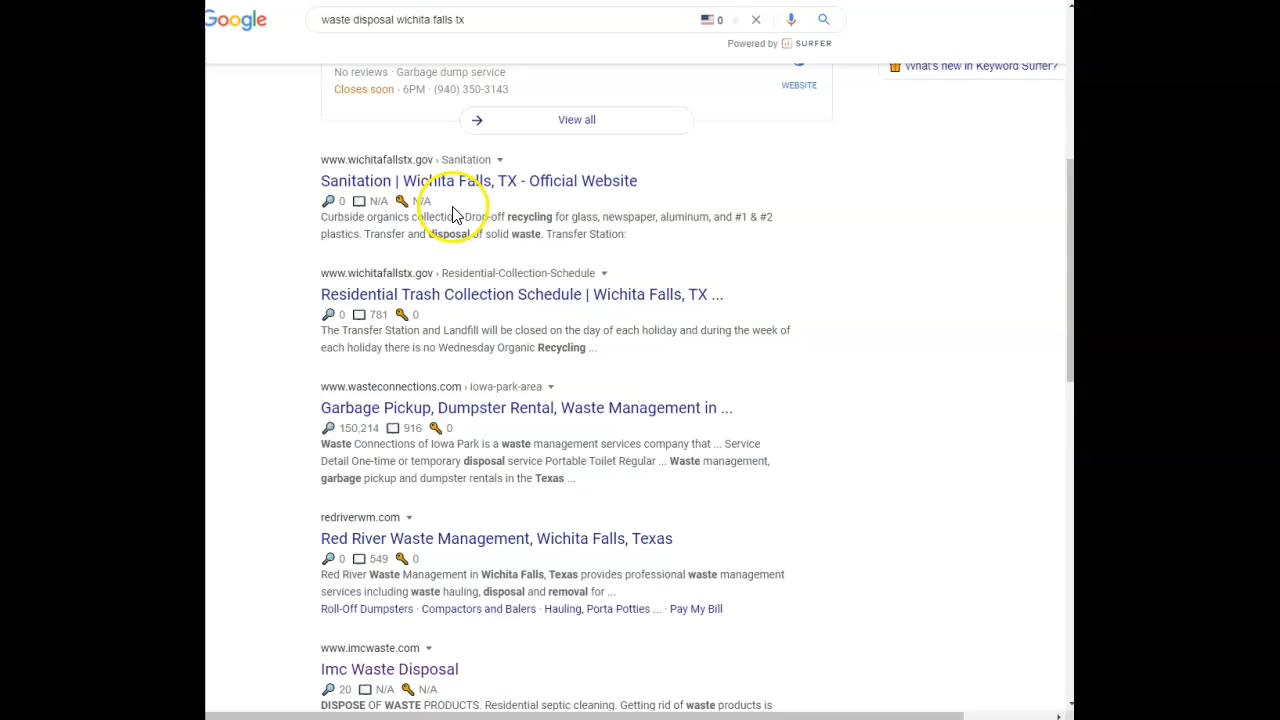 Google
waste disposal wichita falls tx
0
Powered by SURFER
What's new in Keyword Surfer?
No reviews · Garbage dump service
Closes soon · 6PM · (940) 350-3143
WEBSITE
View all
www.wichitafallstx.gov › Sanitation
Sanitation | Wichita Falls, TX - Official Website
0 N/A N/A
Curbside organics collection. Drop-off recycling for glass, newspaper, aluminum, and #1 & #2
plastics. Transfer and disposal of solid waste. Transfer Station:
www.wichitafallstx.gov › Residential-Collection-Schedule
Residential Trash Collection Schedule | Wichita Falls, TX ...
0 781 0
The Transfer Station and Landfill will be closed on the day of each holiday and during the week of
each holiday there is no Wednesday Organic Recycling ...
www.wasteconnections.com › iowa-park-area
Garbage Pickup, Dumpster Rental, Waste Management in ...
150,214 916 0
Waste Connections of Iowa Park is a waste management services company that ... Service
Detail One-time or temporary disposal service Portable Toilet Regular ... Waste management,
garbage pickup and dumpster rentals in the Texas ...
redriverwm.com
Red River Waste Management, Wichita Falls, Texas
0 549 0
Red River Waste Management in Wichita Falls, Texas provides professional waste management
services including waste hauling, disposal and removal for ...
Roll-Off Dumpsters · Compactors and Balers · Hauling, Porta Potties ... · Pay My Bill
www.imcwaste.com
Imc Waste Disposal
20 N/A N/A
DISPOSE OF WASTE PRODUCTS. Residential septic cleaning. Getting rid of waste products is